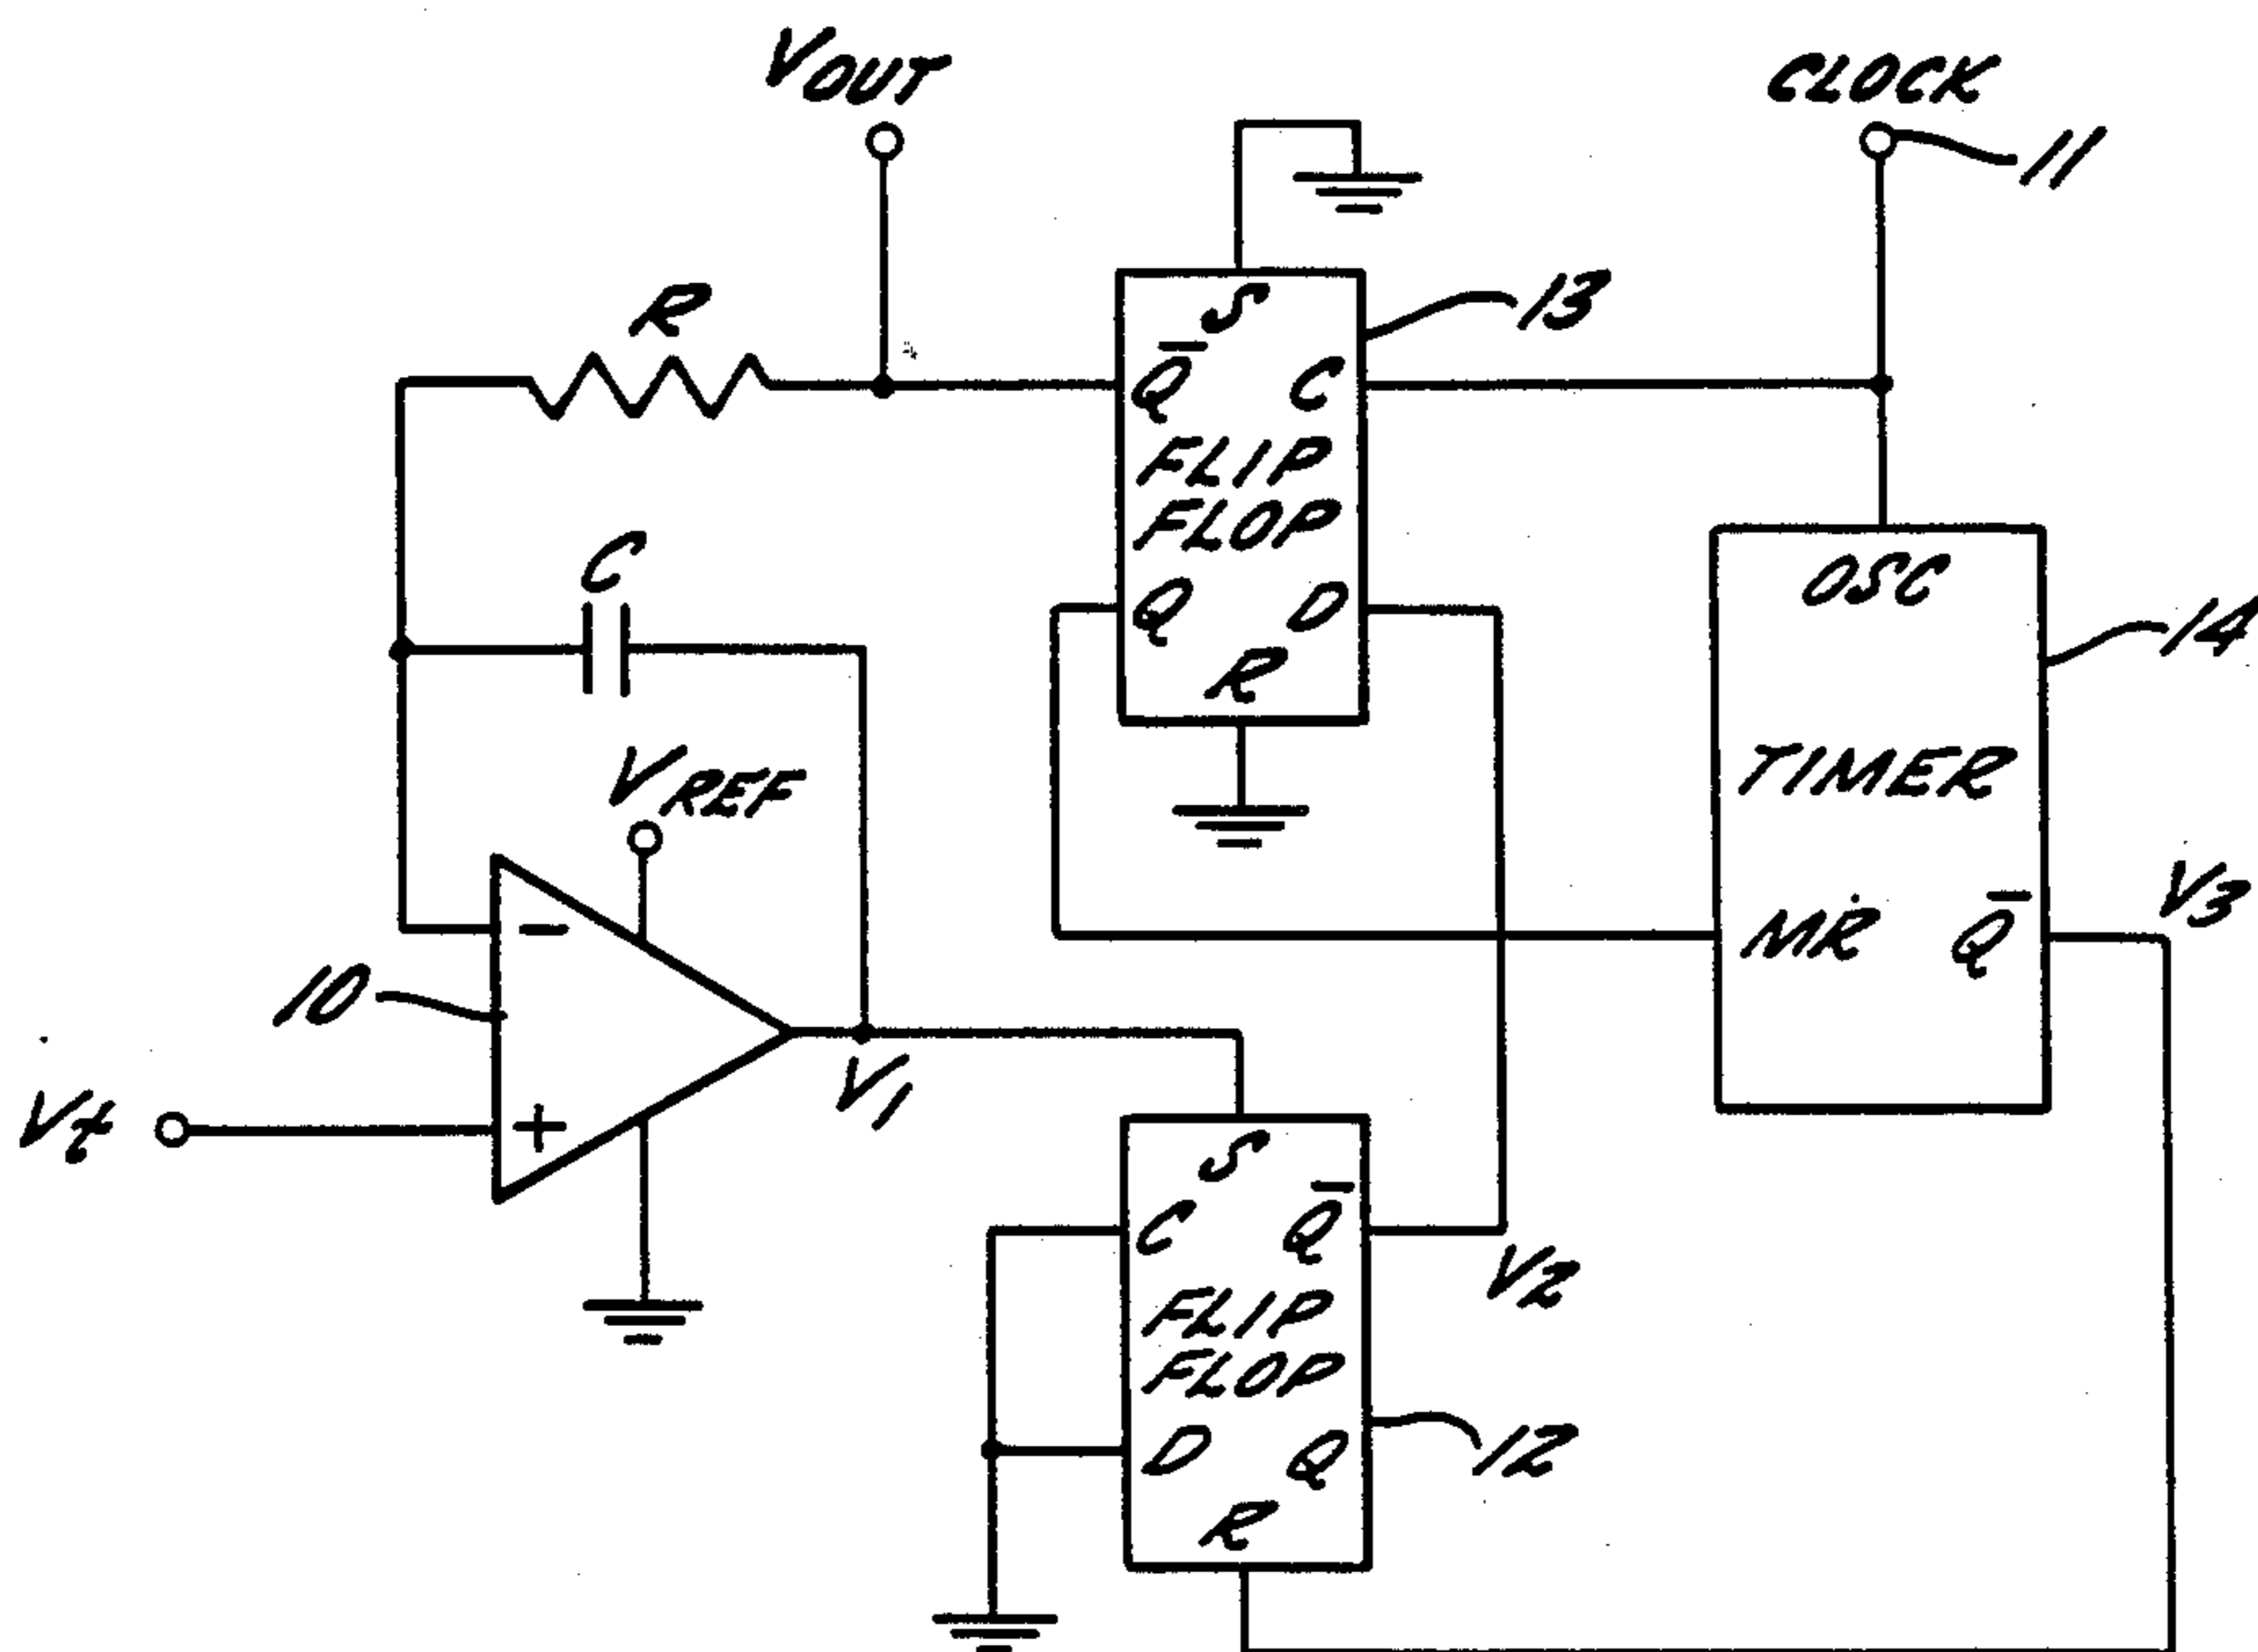 VOUT
CLOCK
11
R
S
Q̅ C
FLIP
FLOP
Q D
R
13
C
OSC
TIMER
MR Q̅
14
VREF
V3
-
+
10
Vt
V1
S
C Q̅
FLIP
FLOP
D Q
R
V2
12